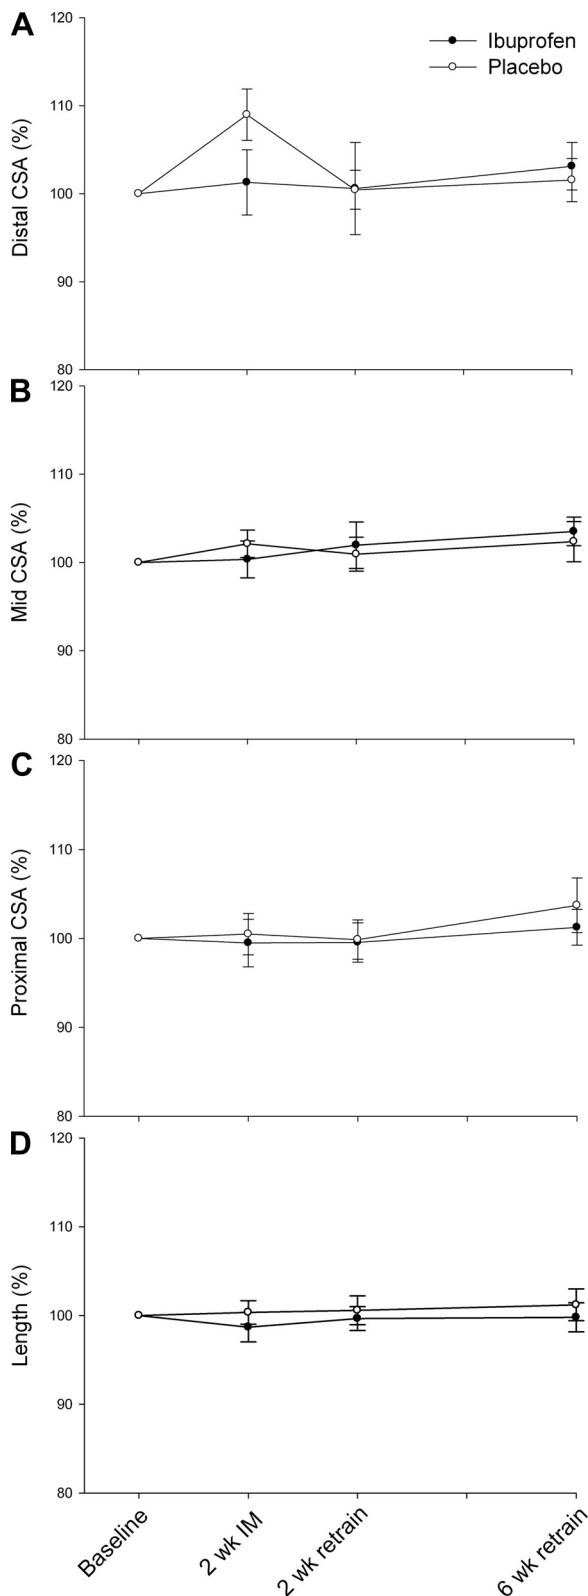 A
120
110
100
90
80
Distal CSA (%)
Ibuprofen
Placebo
B
120
110
100
90
80
Mid CSA (%)
C
120
110
100
90
80
Proximal CSA (%)
D
120
110
100
90
80
Length (%)
Baseline
2 wk IM
2 wk retrain
6 wk retrain